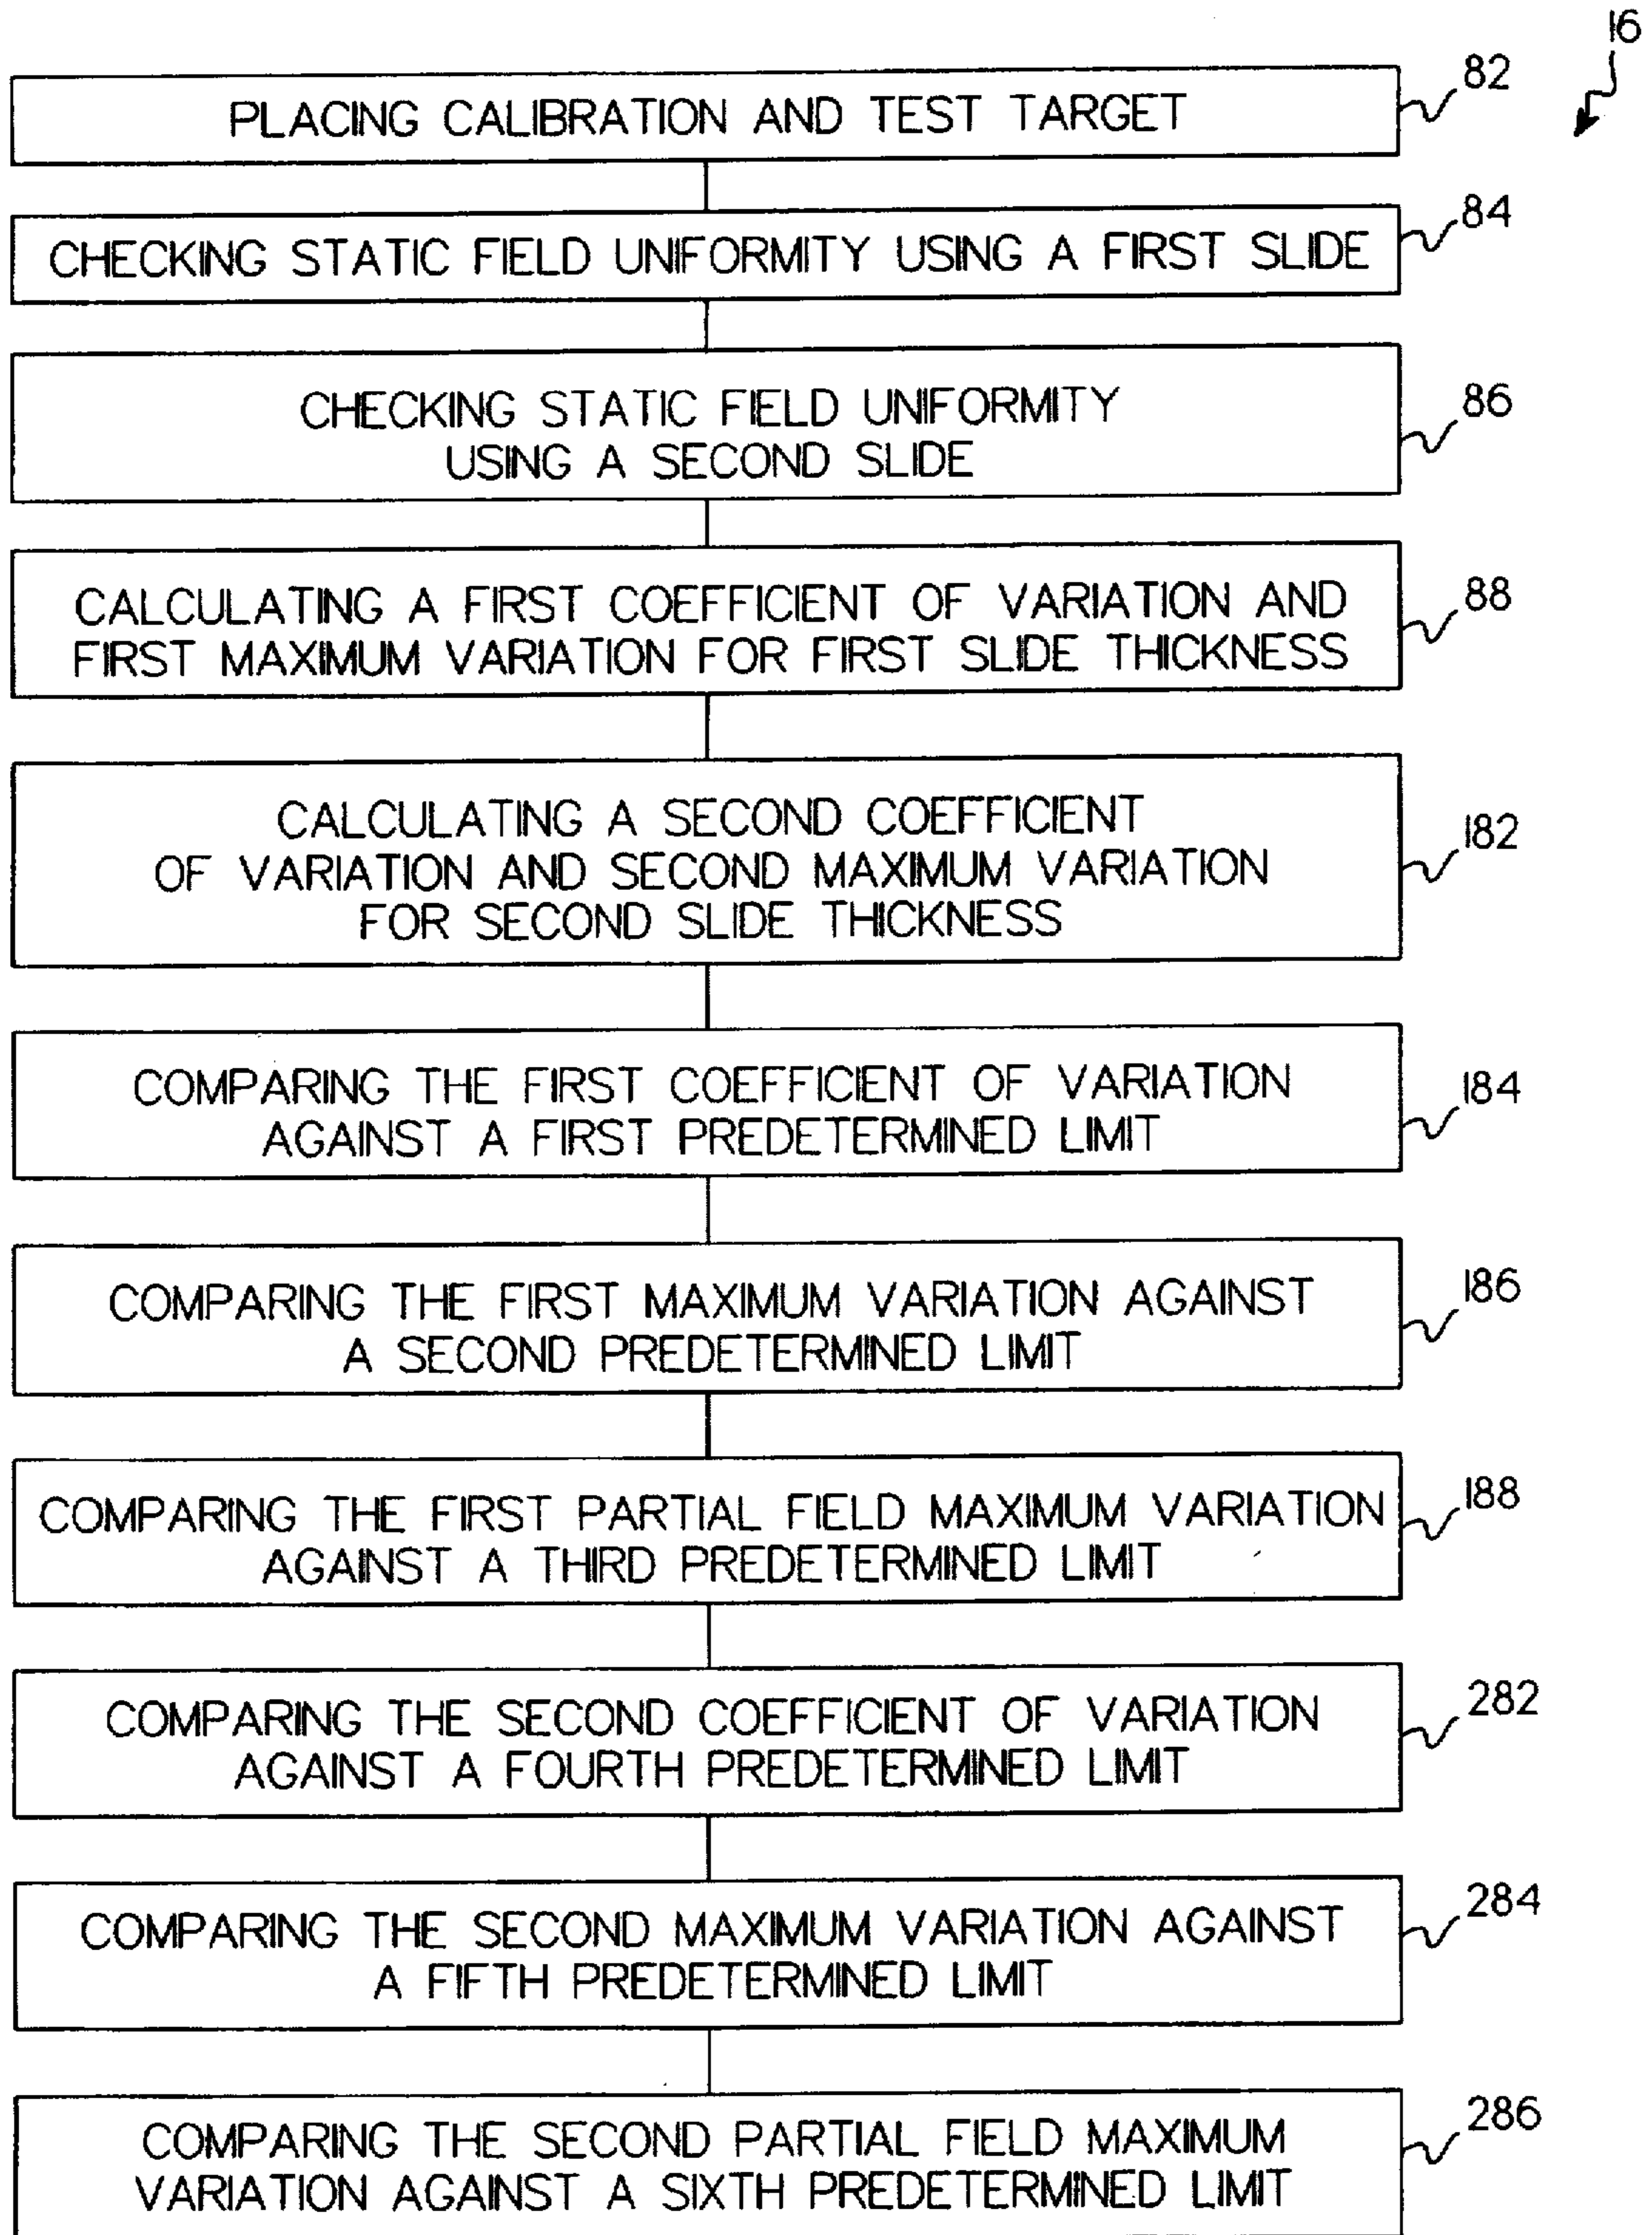 16
PLACING CALIBRATION AND TEST TARGET
82
CHECKING STATIC FIELD UNIFORMITY USING A FIRST SLIDE
84
CHECKING STATIC FIELD UNIFORMITY
USING A SECOND SLIDE
86
CALCULATING A FIRST COEFFICIENT OF VARIATION AND
FIRST MAXIMUM VARIATION FOR FIRST SLIDE THICKNESS
88
CALCULATING A SECOND COEFFICIENT
OF VARIATION AND SECOND MAXIMUM VARIATION
FOR SECOND SLIDE THICKNESS
182
COMPARING THE FIRST COEFFICIENT OF VARIATION
AGAINST A FIRST PREDETERMINED LIMIT
184
COMPARING THE FIRST MAXIMUM VARIATION AGAINST
A SECOND PREDETERMINED LIMIT
186
COMPARING THE FIRST PARTIAL FIELD MAXIMUM VARIATION
AGAINST A THIRD PREDETERMINED LIMIT
188
COMPARING THE SECOND COEFFICIENT OF VARIATION
AGAINST A FOURTH PREDETERMINED LIMIT
282
COMPARING THE SECOND MAXIMUM VARIATION AGAINST
A FIFTH PREDETERMINED LIMIT
284
COMPARING THE SECOND PARTIAL FIELD MAXIMUM
VARIATION AGAINST A SIXTH PREDETERMINED LIMIT
286